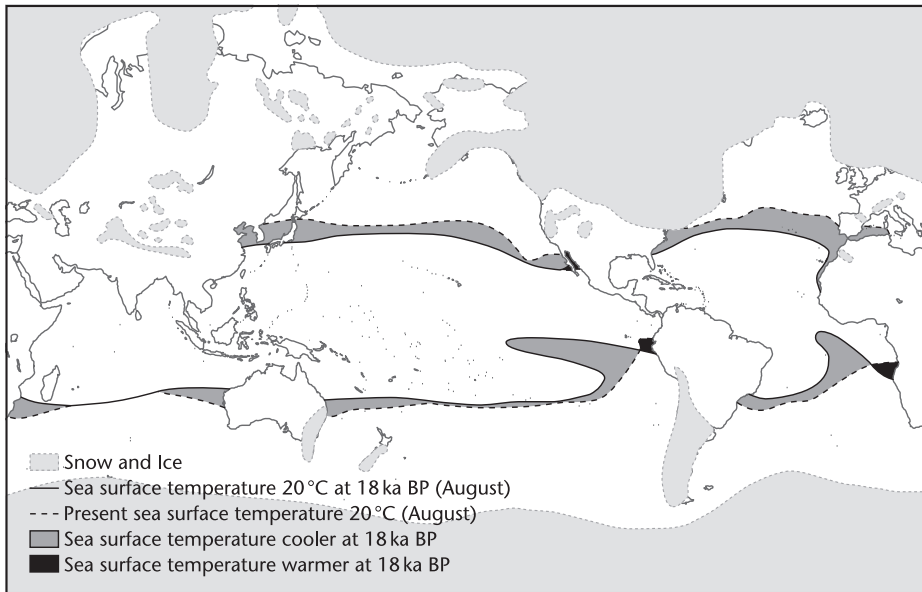 Snow and Ice
Sea surface temperature 20 °C at 18 ka BP (August)
Present sea surface temperature 20 °C (August)
Sea surface temperature cooler at 18 ka BP
Sea surface temperature warmer at 18 ka BP